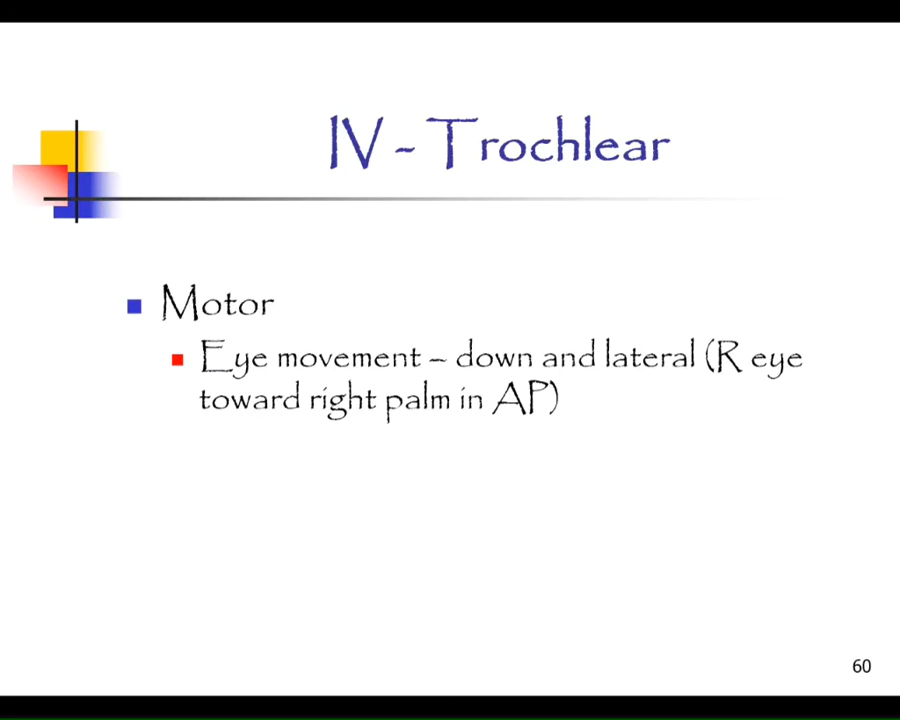 IV - Trochlear
Motor
Eye movement – down and lateral (R eye
toward right palm in AP)
60